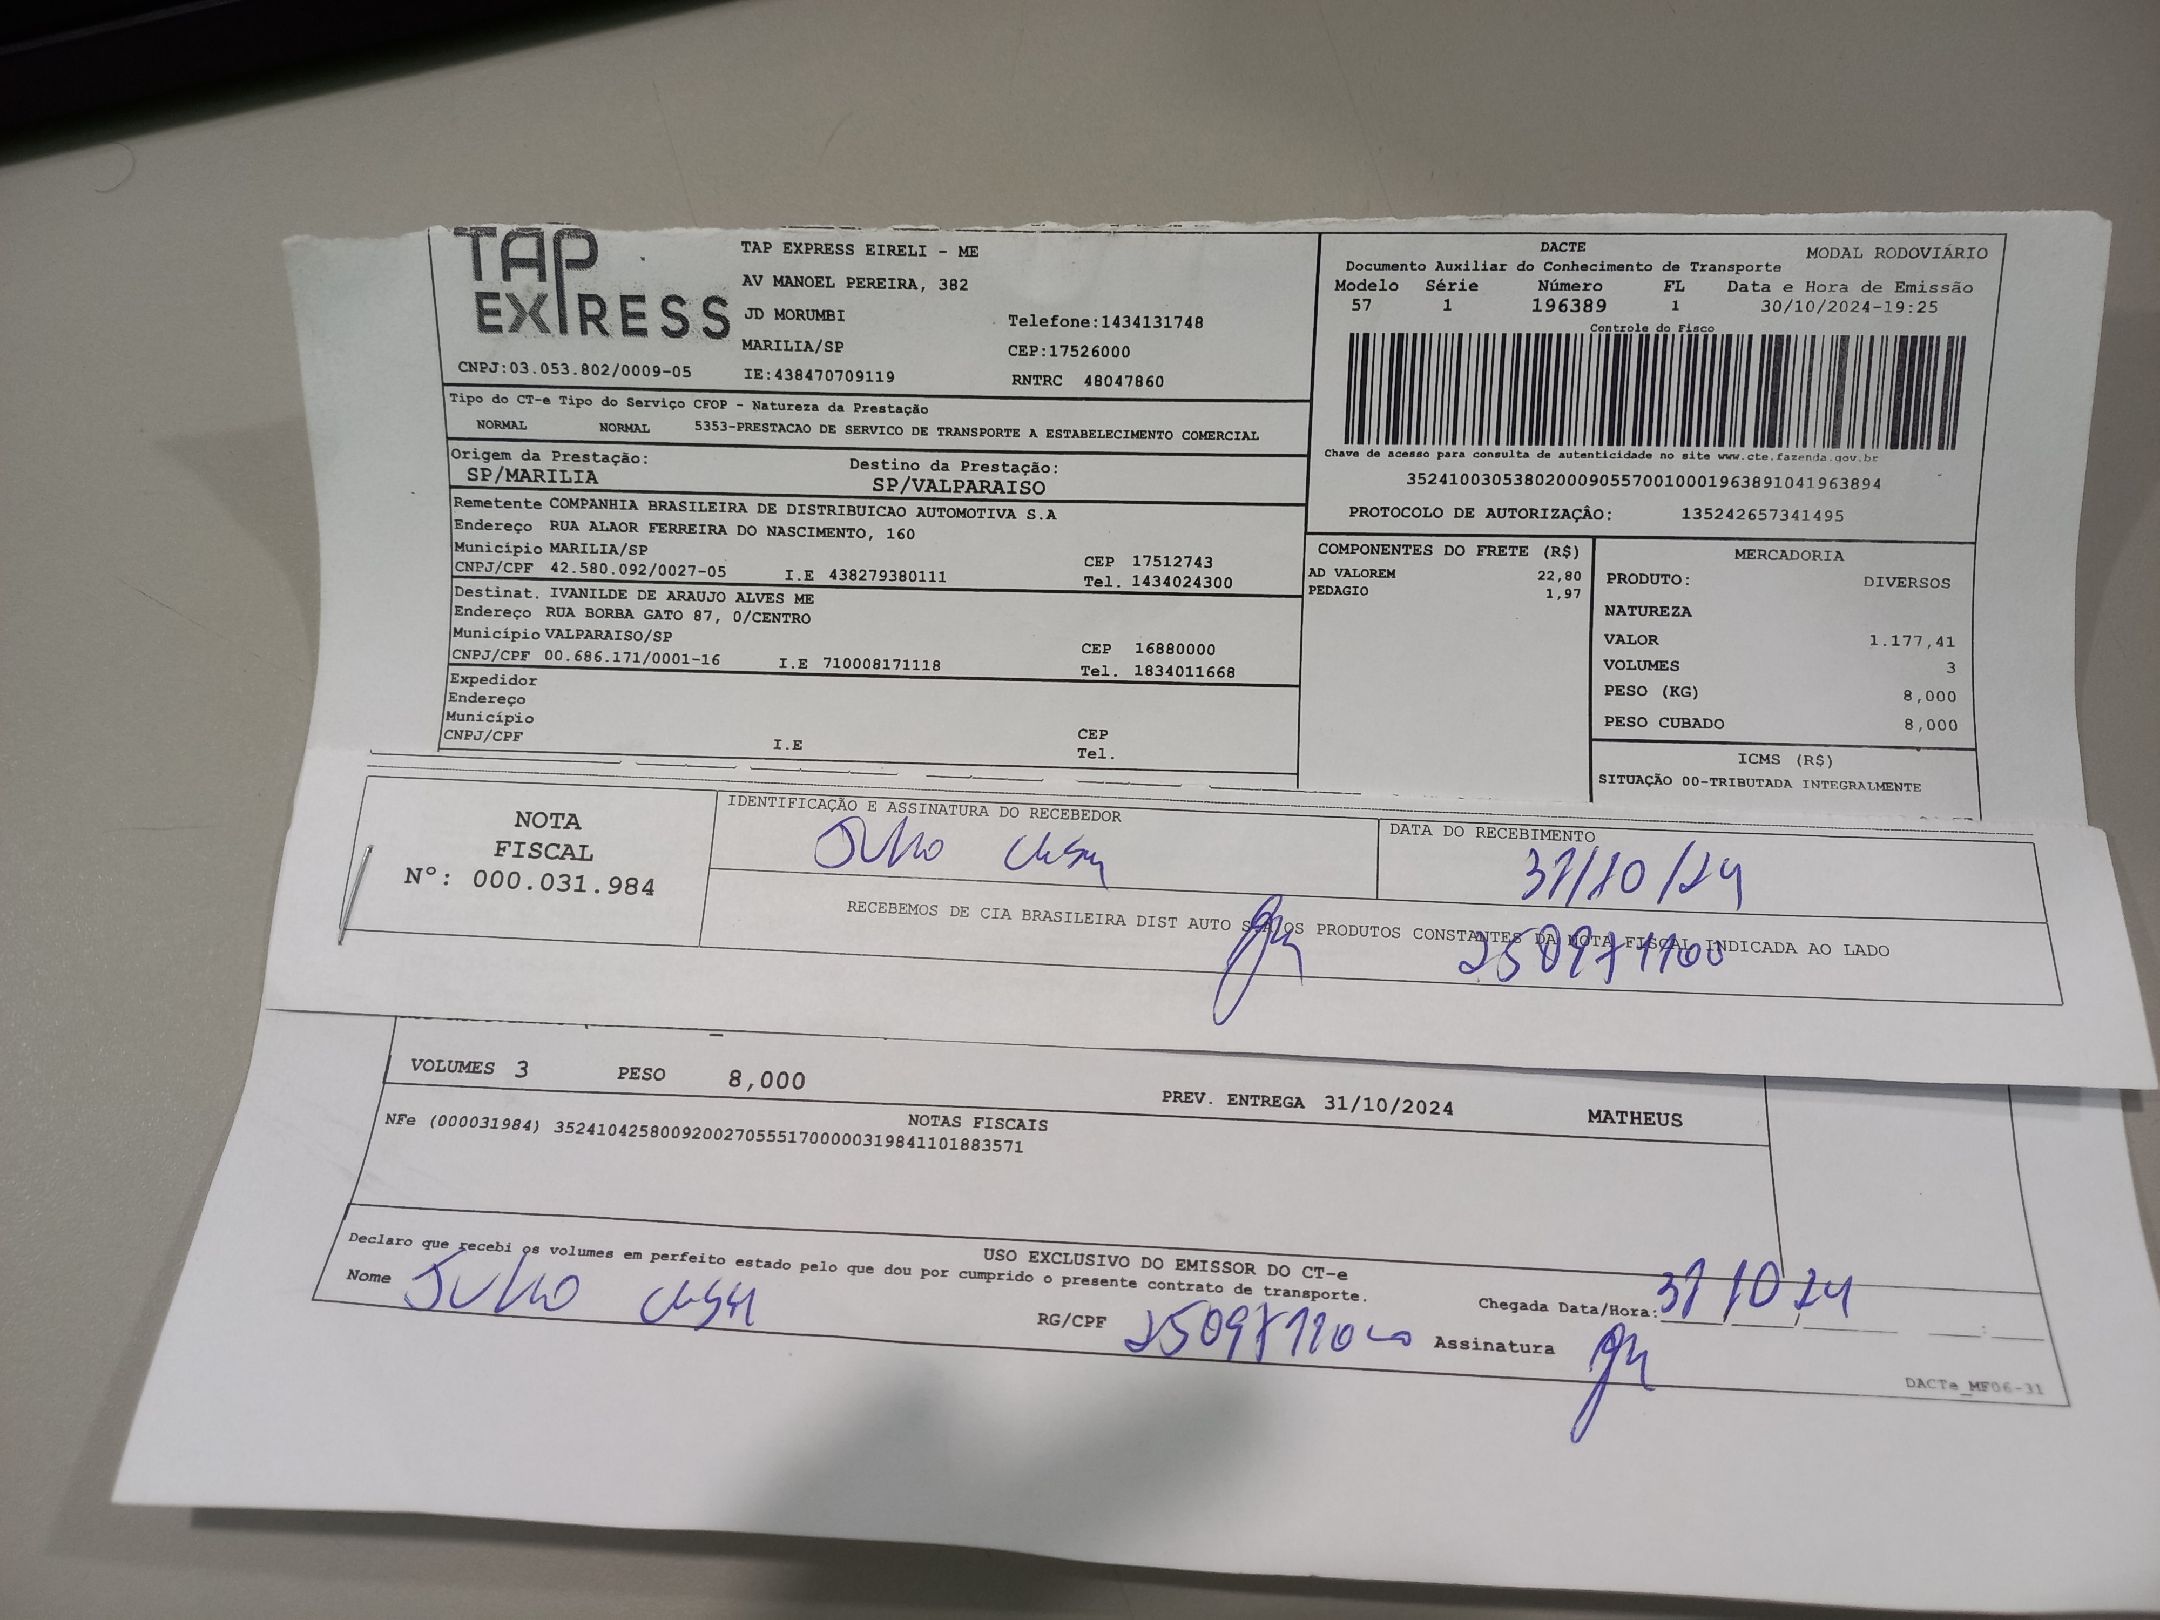 TAP EXPRESS
TAP EXPRESS EIRELI - ME
AV MANOEL PEREIRA, 382
JD MORUMBI
Telefone:1434131748
MARILIA/SP
CEP:17526000
CNPJ:03.053.802/0009-05
IE:438470709119
RNTRC 48047860
DACTE
MODAL RODOVIÁRIO
Documento Auxiliar do Conhecimento de Transporte
Modelo Série Número FL Data e Hora de Emissão
57 1 196389 1 30/10/2024-19:25
Controle do Fisco
Chave de acesso para consulta de autenticidade no site www.cte.fazenda.gov.br
35241003053802000905570010001963891041963894
PROTOCOLO DE AUTORIZAÇÂO: 135242657341495
Tipo do CT-e Tipo do Serviço CFOP - Natureza da Prestação
NORMAL NORMAL 5353-PRESTACAO DE SERVICO DE TRANSPORTE A ESTABELECIMENTO COMERCIAL
Origem da Prestação: Destino da Prestação:
SP/MARILIA SP/VALPARAISO
Remetente COMPANHIA BRASILEIRA DE DISTRIBUICAO AUTOMOTIVA S.A
Endereço RUA ALAOR FERREIRA DO NASCIMENTO, 160
Município MARILIA/SP CEP 17512743
CNPJ/CPF 42.580.092/0027-05 I.E 438279380111 Tel. 1434024300
Destinat. IVANILDE DE ARAUJO ALVES ME
Endereço RUA BORBA GATO 87, 0/CENTRO
Município VALPARAISO/SP CEP 16880000
CNPJ/CPF 00.686.171/0001-16 I.E 710008171118 Tel. 1834011668
Expedidor
Endereço
Município CEP
CNPJ/CPF I.E Tel.
COMPONENTES DO FRETE (R$)
AD VALOREM 22,80
PEDAGIO 1,97
MERCADORIA
PRODUTO: DIVERSOS
NATUREZA
VALOR 1.177,41
VOLUMES 3
PESO (KG) 8,000
PESO CUBADO 8,000
ICMS (R$)
SITUAÇÃO 00-TRIBUTADA INTEGRALMENTE
NOTA
FISCAL
N°: 000.031.984
IDENTIFICAÇÃO E ASSINATURA DO RECEBEDOR
Julio
DATA DO RECEBIMENTO
31/10/24
RECEBEMOS DE CIA BRASILEIRA DIST AUTO S.A OS PRODUTOS CONSTANTES DA NOTA FISCAL INDICADA AO LADO
VOLUMES 3 PESO 8,000 PREV. ENTREGA 31/10/2024 MATHEUS
NOTAS FISCAIS
NFe (000031984) 35241042580092002705551700000319841101883571
USO EXCLUSIVO DO EMISSOR DO CT-e
Declaro que recebi os volumes em perfeito estado pelo que dou por cumprido o presente contrato de transporte.
Nome Julio RG/CPF Chegada Data/Hora: 31 10 24
Assinatura
DACTe_MF06-31